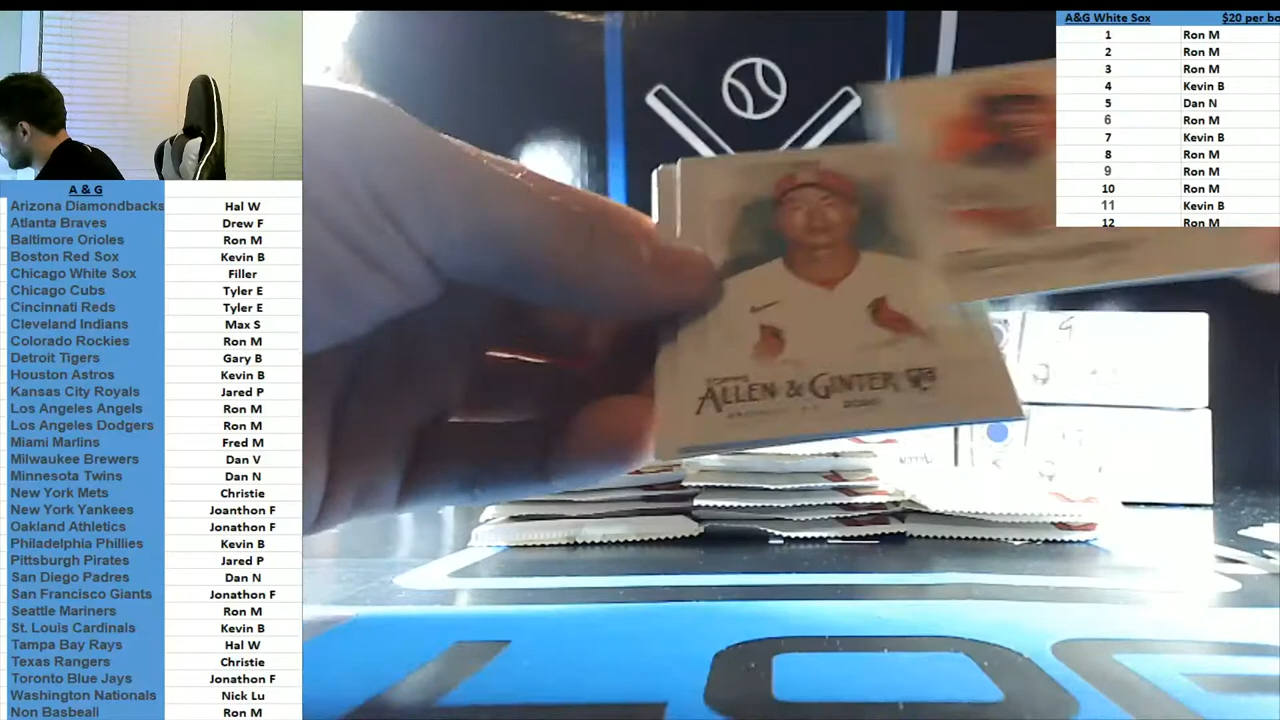 A & G
Arizona Diamondbacks Hal W
Atlanta Braves Drew F
Baltimore Orioles Ron M
Boston Red Sox Kevin B
Chicago White Sox Filler
Chicago Cubs Tyler E
Cincinnati Reds Tyler E
Cleveland Indians Max S
Colorado Rockies Ron M
Detroit Tigers Gary B
Houston Astros Kevin B
Kansas City Royals Jared P
Los Angeles Angels Ron M
Los Angeles Dodgers Ron M
Miami Marlins Fred M
Milwaukee Brewers Dan V
Minnesota Twins Dan N
New York Mets Christie
New York Yankees Joanthon F
Oakland Athletics Jonathon F
Philadelphia Phillies Kevin B
Pittsburgh Pirates Jared P
San Diego Padres Dan N
San Francisco Giants Jonathon F
Seattle Mariners Ron M
St. Louis Cardinals Kevin B
Tampa Bay Rays Hal W
Texas Rangers Christie
Toronto Blue Jays Jonathon F
Washington Nationals Nick Lu
Non Basbeall Ron M
A&G White Sox $20 per bo
1 Ron M
2 Ron M
3 Ron M
4 Kevin B
5 Dan N
6 Ron M
7 Kevin B
8 Ron M
9 Ron M
10 Ron M
11 Kevin B
12 Ron M
TOPPS
ALLEN & GINTER